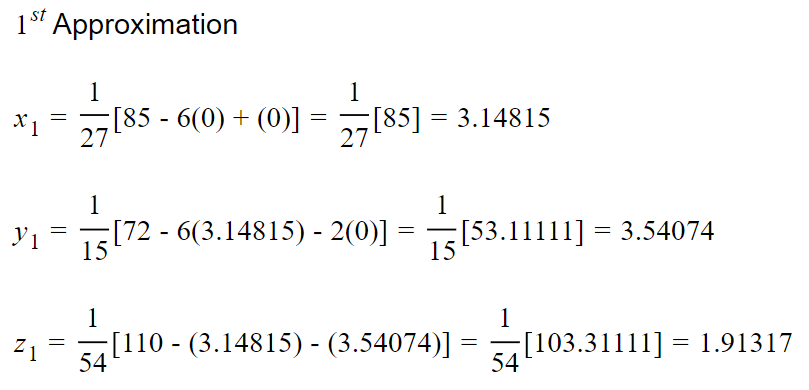 1st Approximation
x1 = 1/27[85 - 6(0) + (0)] = 1/27[85] = 3.14815
y1 = 1/15[72 - 6(3.14815) - 2(0)] = 1/15[53.11111] = 3.54074
z1 = 1/54[110 - (3.14815) - (3.54074)] = 1/54[103.31111] = 1.91317